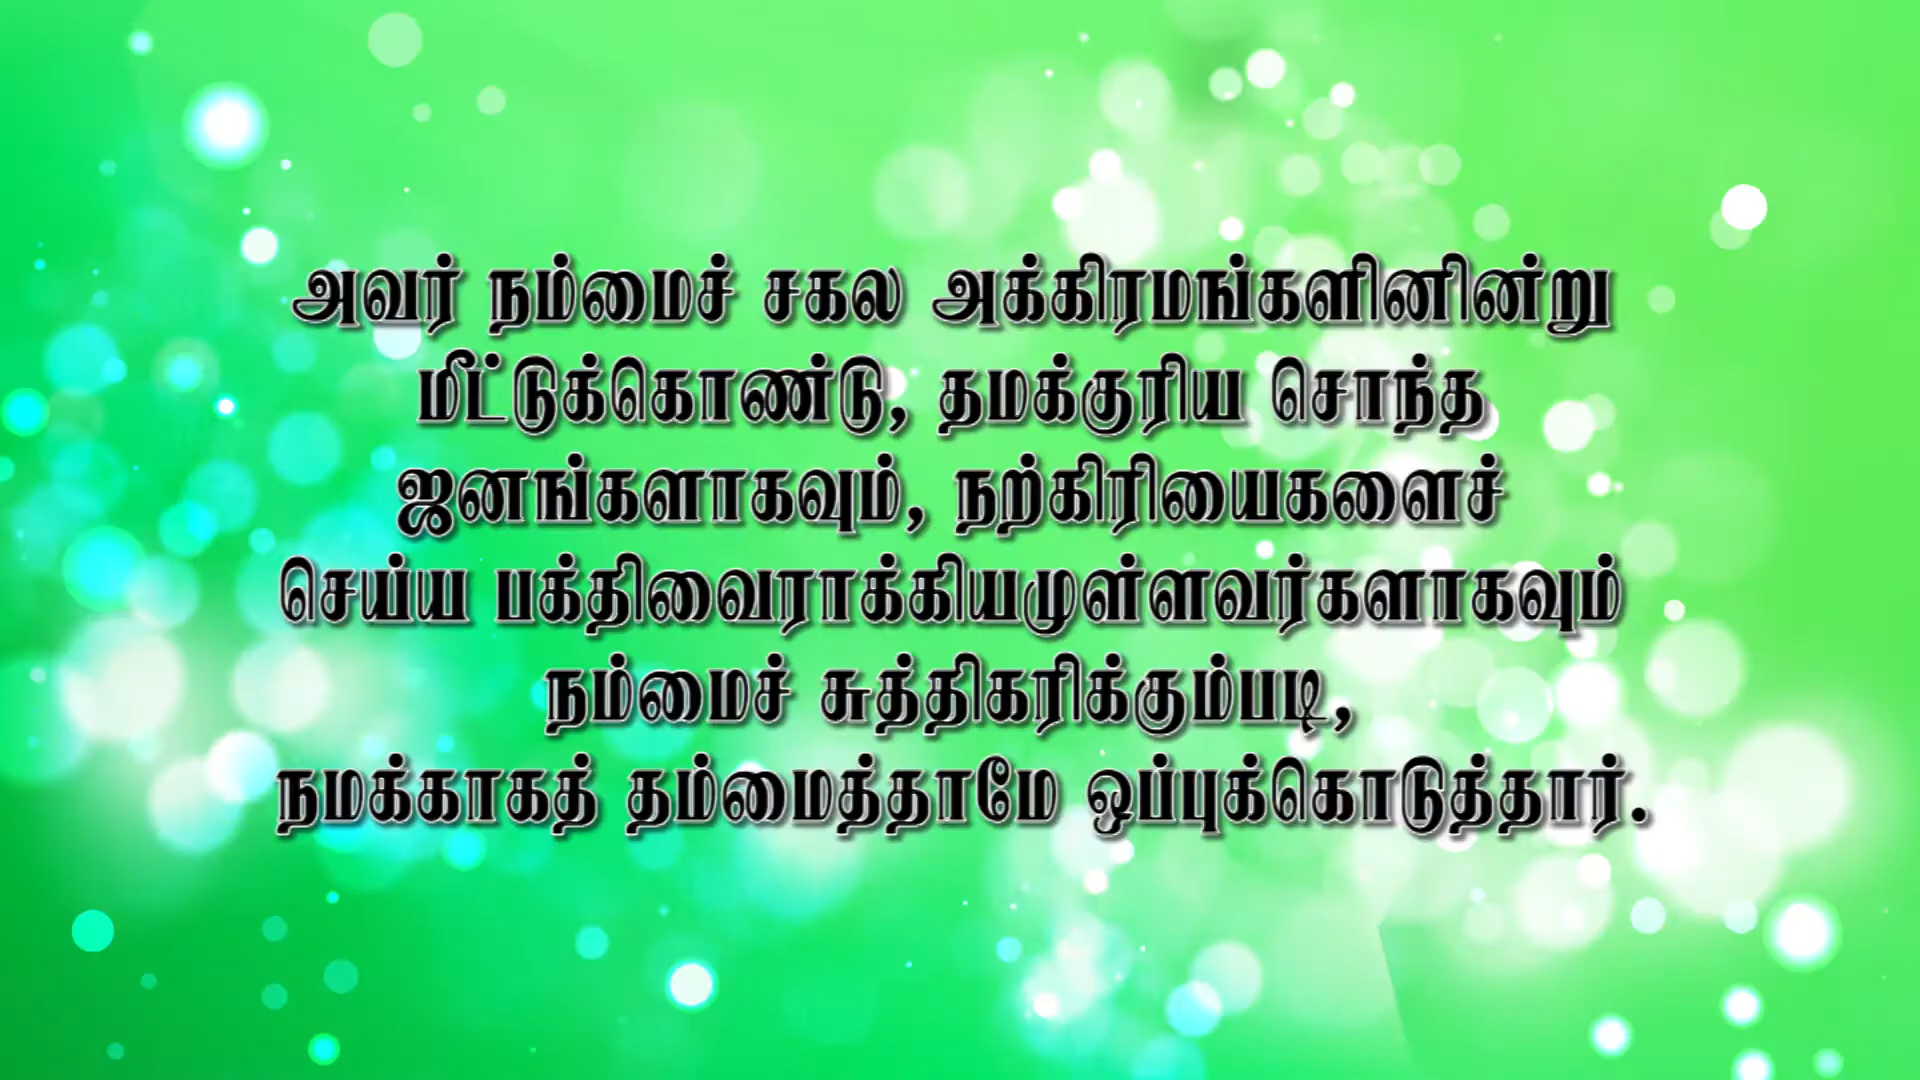 அவர் நம்மைச் சகல அக்கிரமங்களினின்று
மீட்டுக்கொண்டு, தமக்குரிய சொந்த
ஜனங்களாகவும், நற்கிரியைகளைச்
செய்ய பக்திவைராக்கியமுள்ளவர்களாகவும்
நம்மைச் சுத்திகரிக்கும்படி,
நமக்காகத் தம்மைத்தாமே ஒப்புக்கொடுத்தார்.